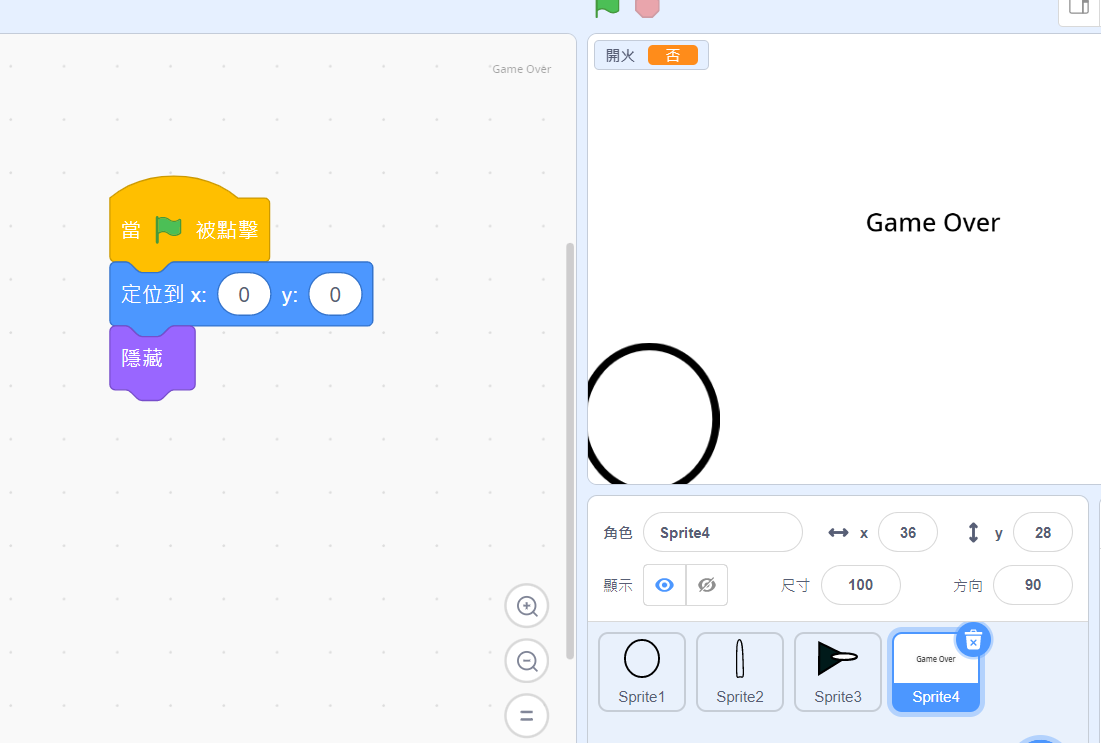 Game Over
當 被點擊
定位到 x: 0 y: 0
隱藏
開火 否
Game Over
角色 Sprite4 x 36 y 28
顯示 尺寸 100 方向 90
Sprite1
Sprite2
Sprite3
Game Over
Sprite4